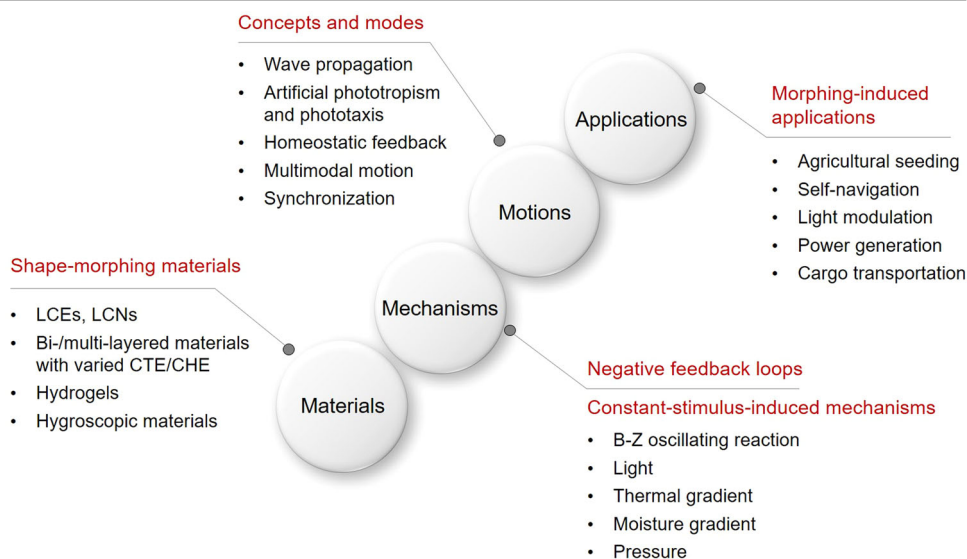 Concepts and modes
• Wave propagation
• Artificial phototropism
and phototaxis
• Homeostatic feedback
• Multimodal motion
• Synchronization
Applications
Morphing-induced
applications
• Agricultural seeding
• Self-navigation
• Light modulation
• Power generation
• Cargo transportation
Motions
Shape-morphing materials
• LCEs, LCNs
• Bi-/multi-layered materials
with varied CTE/CHE
• Hydrogels
• Hygroscopic materials
Mechanisms
Materials
Negative feedback loops
Constant-stimulus-induced mechanisms
• B-Z oscillating reaction
• Light
• Thermal gradient
• Moisture gradient
• Pressure